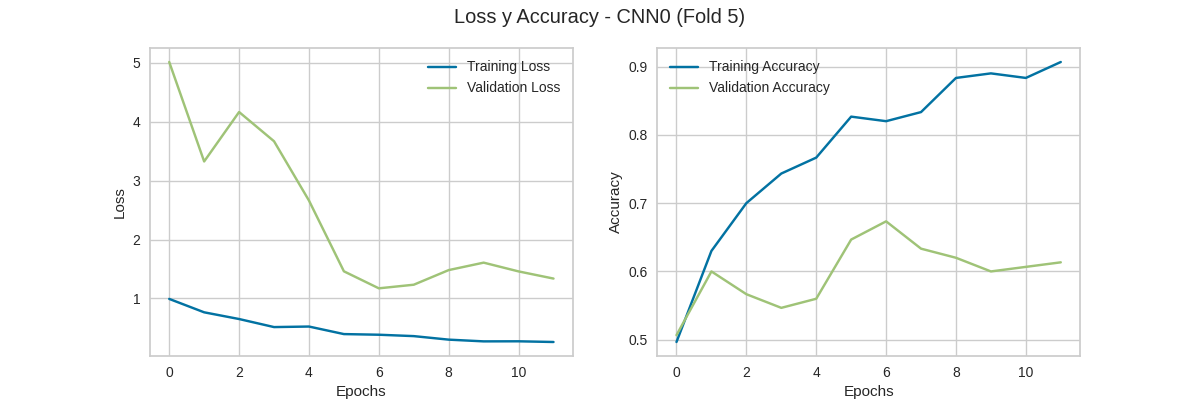 Loss y Accuracy - CNN0 (Fold 5)
Training Loss
Validation Loss
5
4
3
2
1
Loss
0 2 4 6 8 10
Epochs
Training Accuracy
Validation Accuracy
0.9
0.8
0.7
0.6
0.5
Accuracy
0 2 4 6 8 10
Epochs